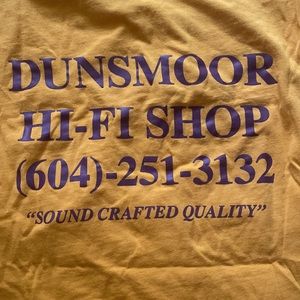 DUNSMOOR
HI-FI SHOP
(604)-251-3132
“SOUND CRAFTED QUALITY”